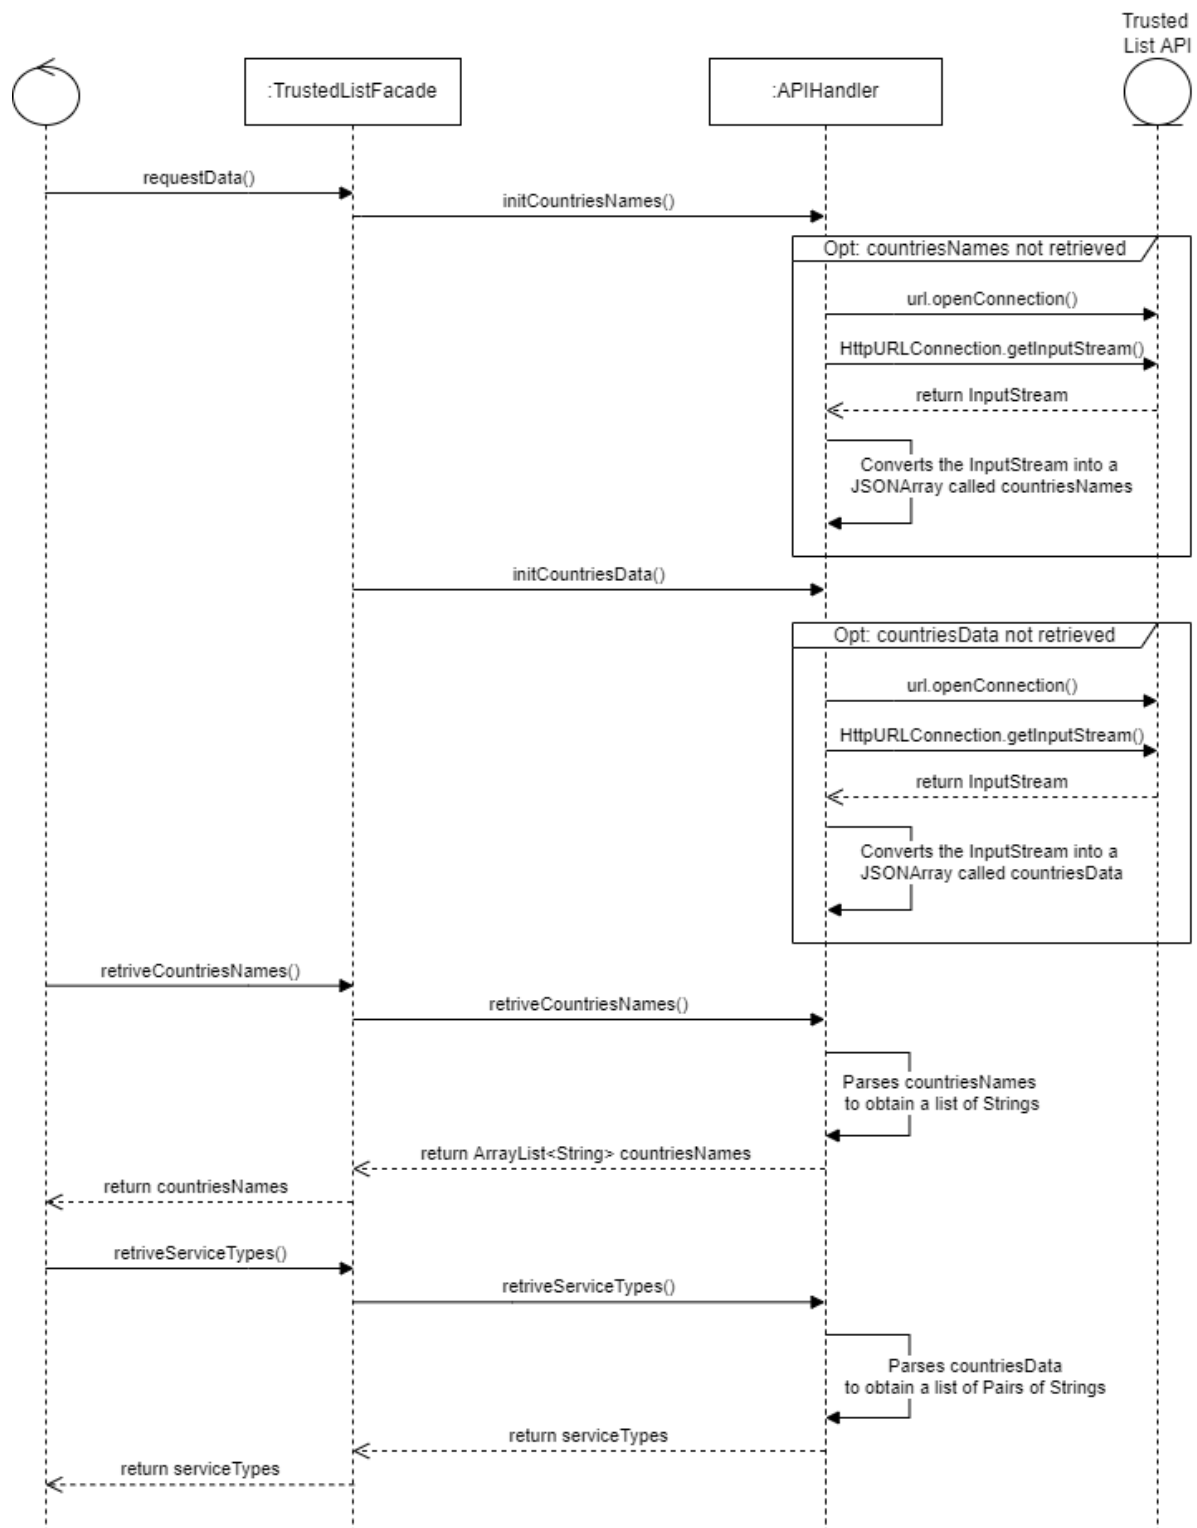 Trusted
List API
:TrustedListFacade
:APIHandler
requestData()
initCountriesNames()
Opt: countriesNames not retrieved
url.openConnection()
HttpURLConnection.getInputStream()
return InputStream
Converts the InputStream into a
JSONArray called countriesNames
initCountriesData()
Opt: countriesData not retrieved
url.openConnection()
HttpURLConnection.getInputStream()
return InputStream
Converts the InputStream into a
JSONArray called countriesData
retriveCountriesNames()
retriveCountriesNames()
Parses countriesNames
to obtain a list of Strings
return ArrayList<String> countriesNames
return countriesNames
retriveServiceTypes()
retriveServiceTypes()
Parses countriesData
to obtain a list of Pairs of Strings
return serviceTypes
return serviceTypes